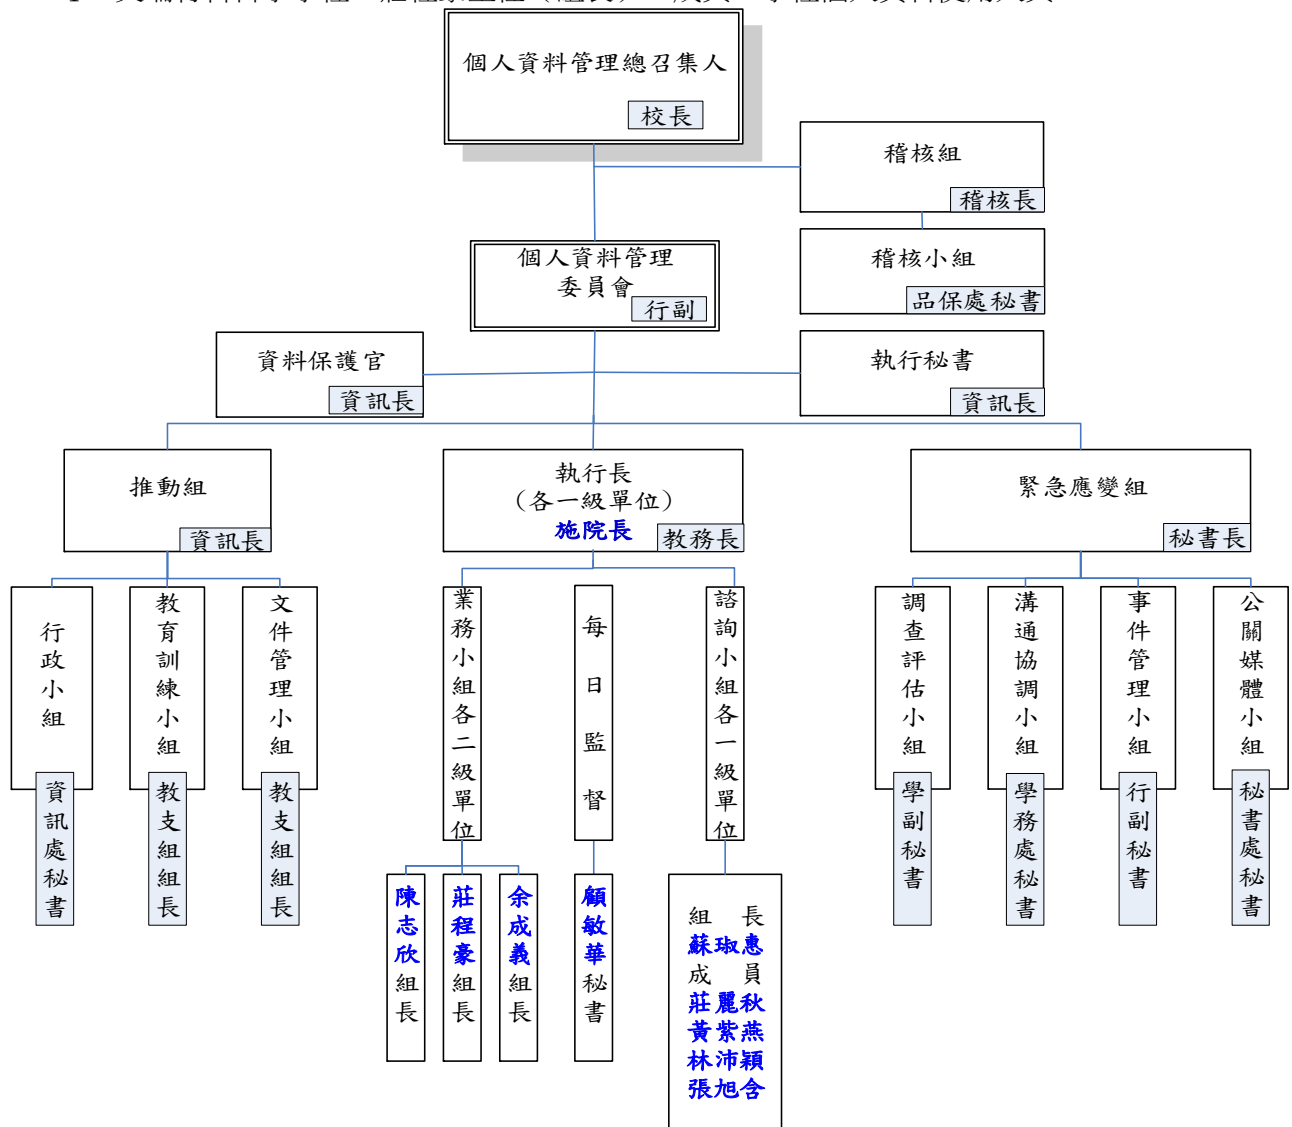 個人資料管理總召集人
校長
稽核組
稽核長
個人資料管理
委員會
行副
稽核小組
品保處秘書
資料保護官
資訊長
執行秘書
資訊長
推動組
資訊長
執行長
(各一級單位)
施院長
教務長
緊急應變組
秘書長
行政小組
資訊處秘書
教育訓練小組
教支組組長
文件管理小組
教支組組長
業務小組各二級單位
陳志欣組長
莊程豪組長
余成義組長
每日監督
顧敏華秘書
諮詢小組各一級單位
組長
蘇琡惠
成員
莊麗秋
黃紫燕
林沛穎
張旭含
調查評估小組
學副秘書
溝通協調小組
學務處秘書
事件管理小組
行副秘書
公關媒體小組
秘書處秘書